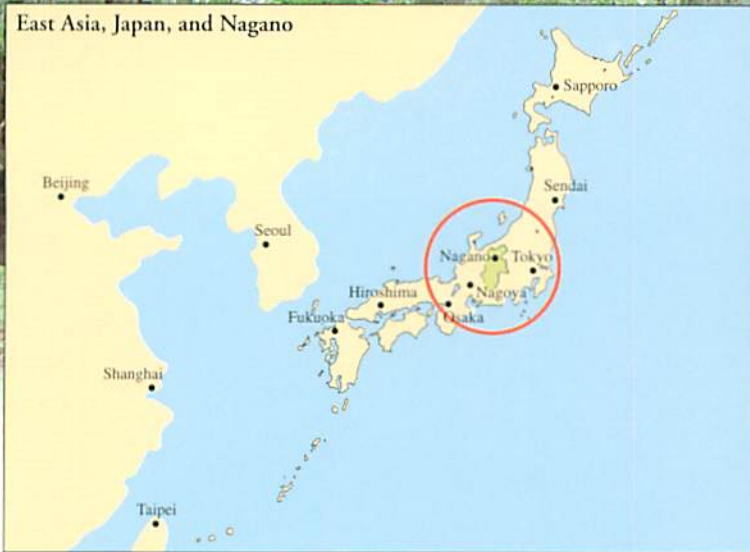 East Asia, Japan, and Nagano
Sapporo
Beijing
Sendai
Seoul
Nagano
Tokyo
Hiroshima
Nagoya
Fukuoka
Osaka
Shanghai
Taipei